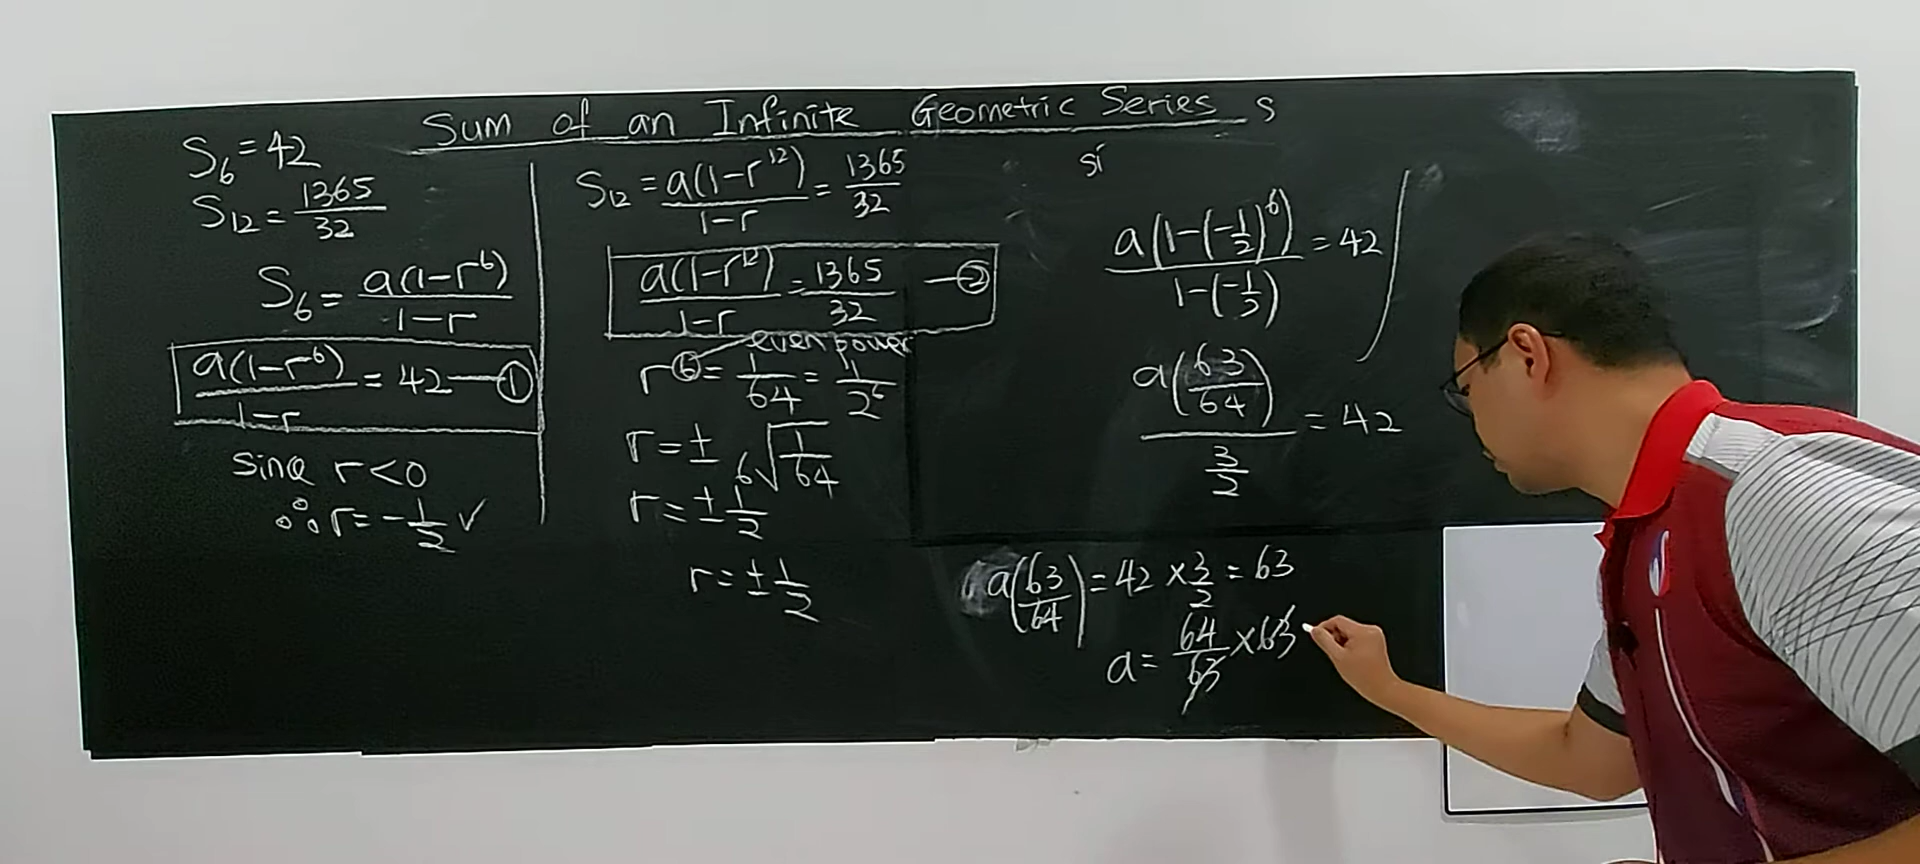 Sum of an Infinite Geometric Series s
S₆ = 42
S₁₂ = 1365/32
S₆ = a(1-r⁶)/1-r
a(1-r⁶)/1-r = 42 — ①
Since r < 0
∴ r = -1/2 ✓
S₁₂ = a(1-r¹²)/1-r = 1365/32
a(1-r¹²)/1-r = 1365/32 — ②
even power
r⁶ = 1/64 = 1/2⁶
r = ± ⁶√(1/64)
r = ± 1/2
r = ± 1/2
si
a(1-(-1/2)⁶)/1-(-1/2) = 42
a(63/64)/(3/2) = 42
a(63/64) = 42 × 3/2 = 63
a = 64/63 × 63